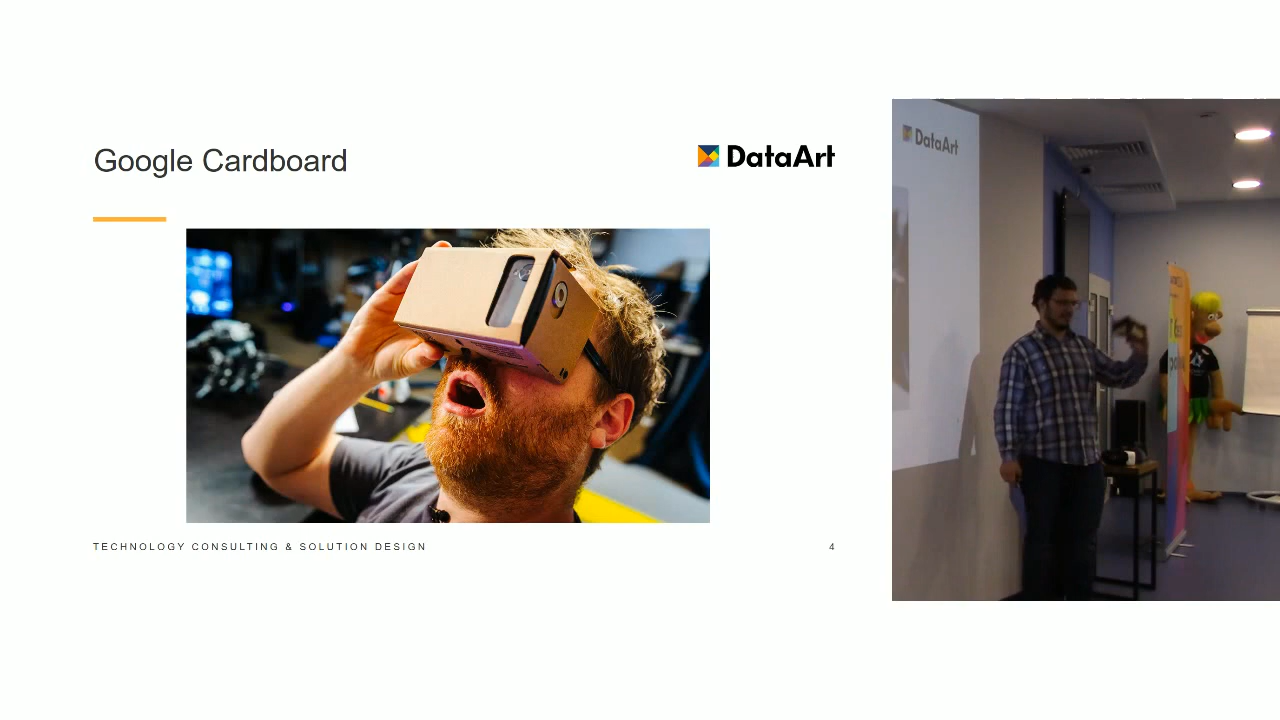 Google Cardboard
DataArt
TECHNOLOGY CONSULTING & SOLUTION DESIGN
4
DataArt